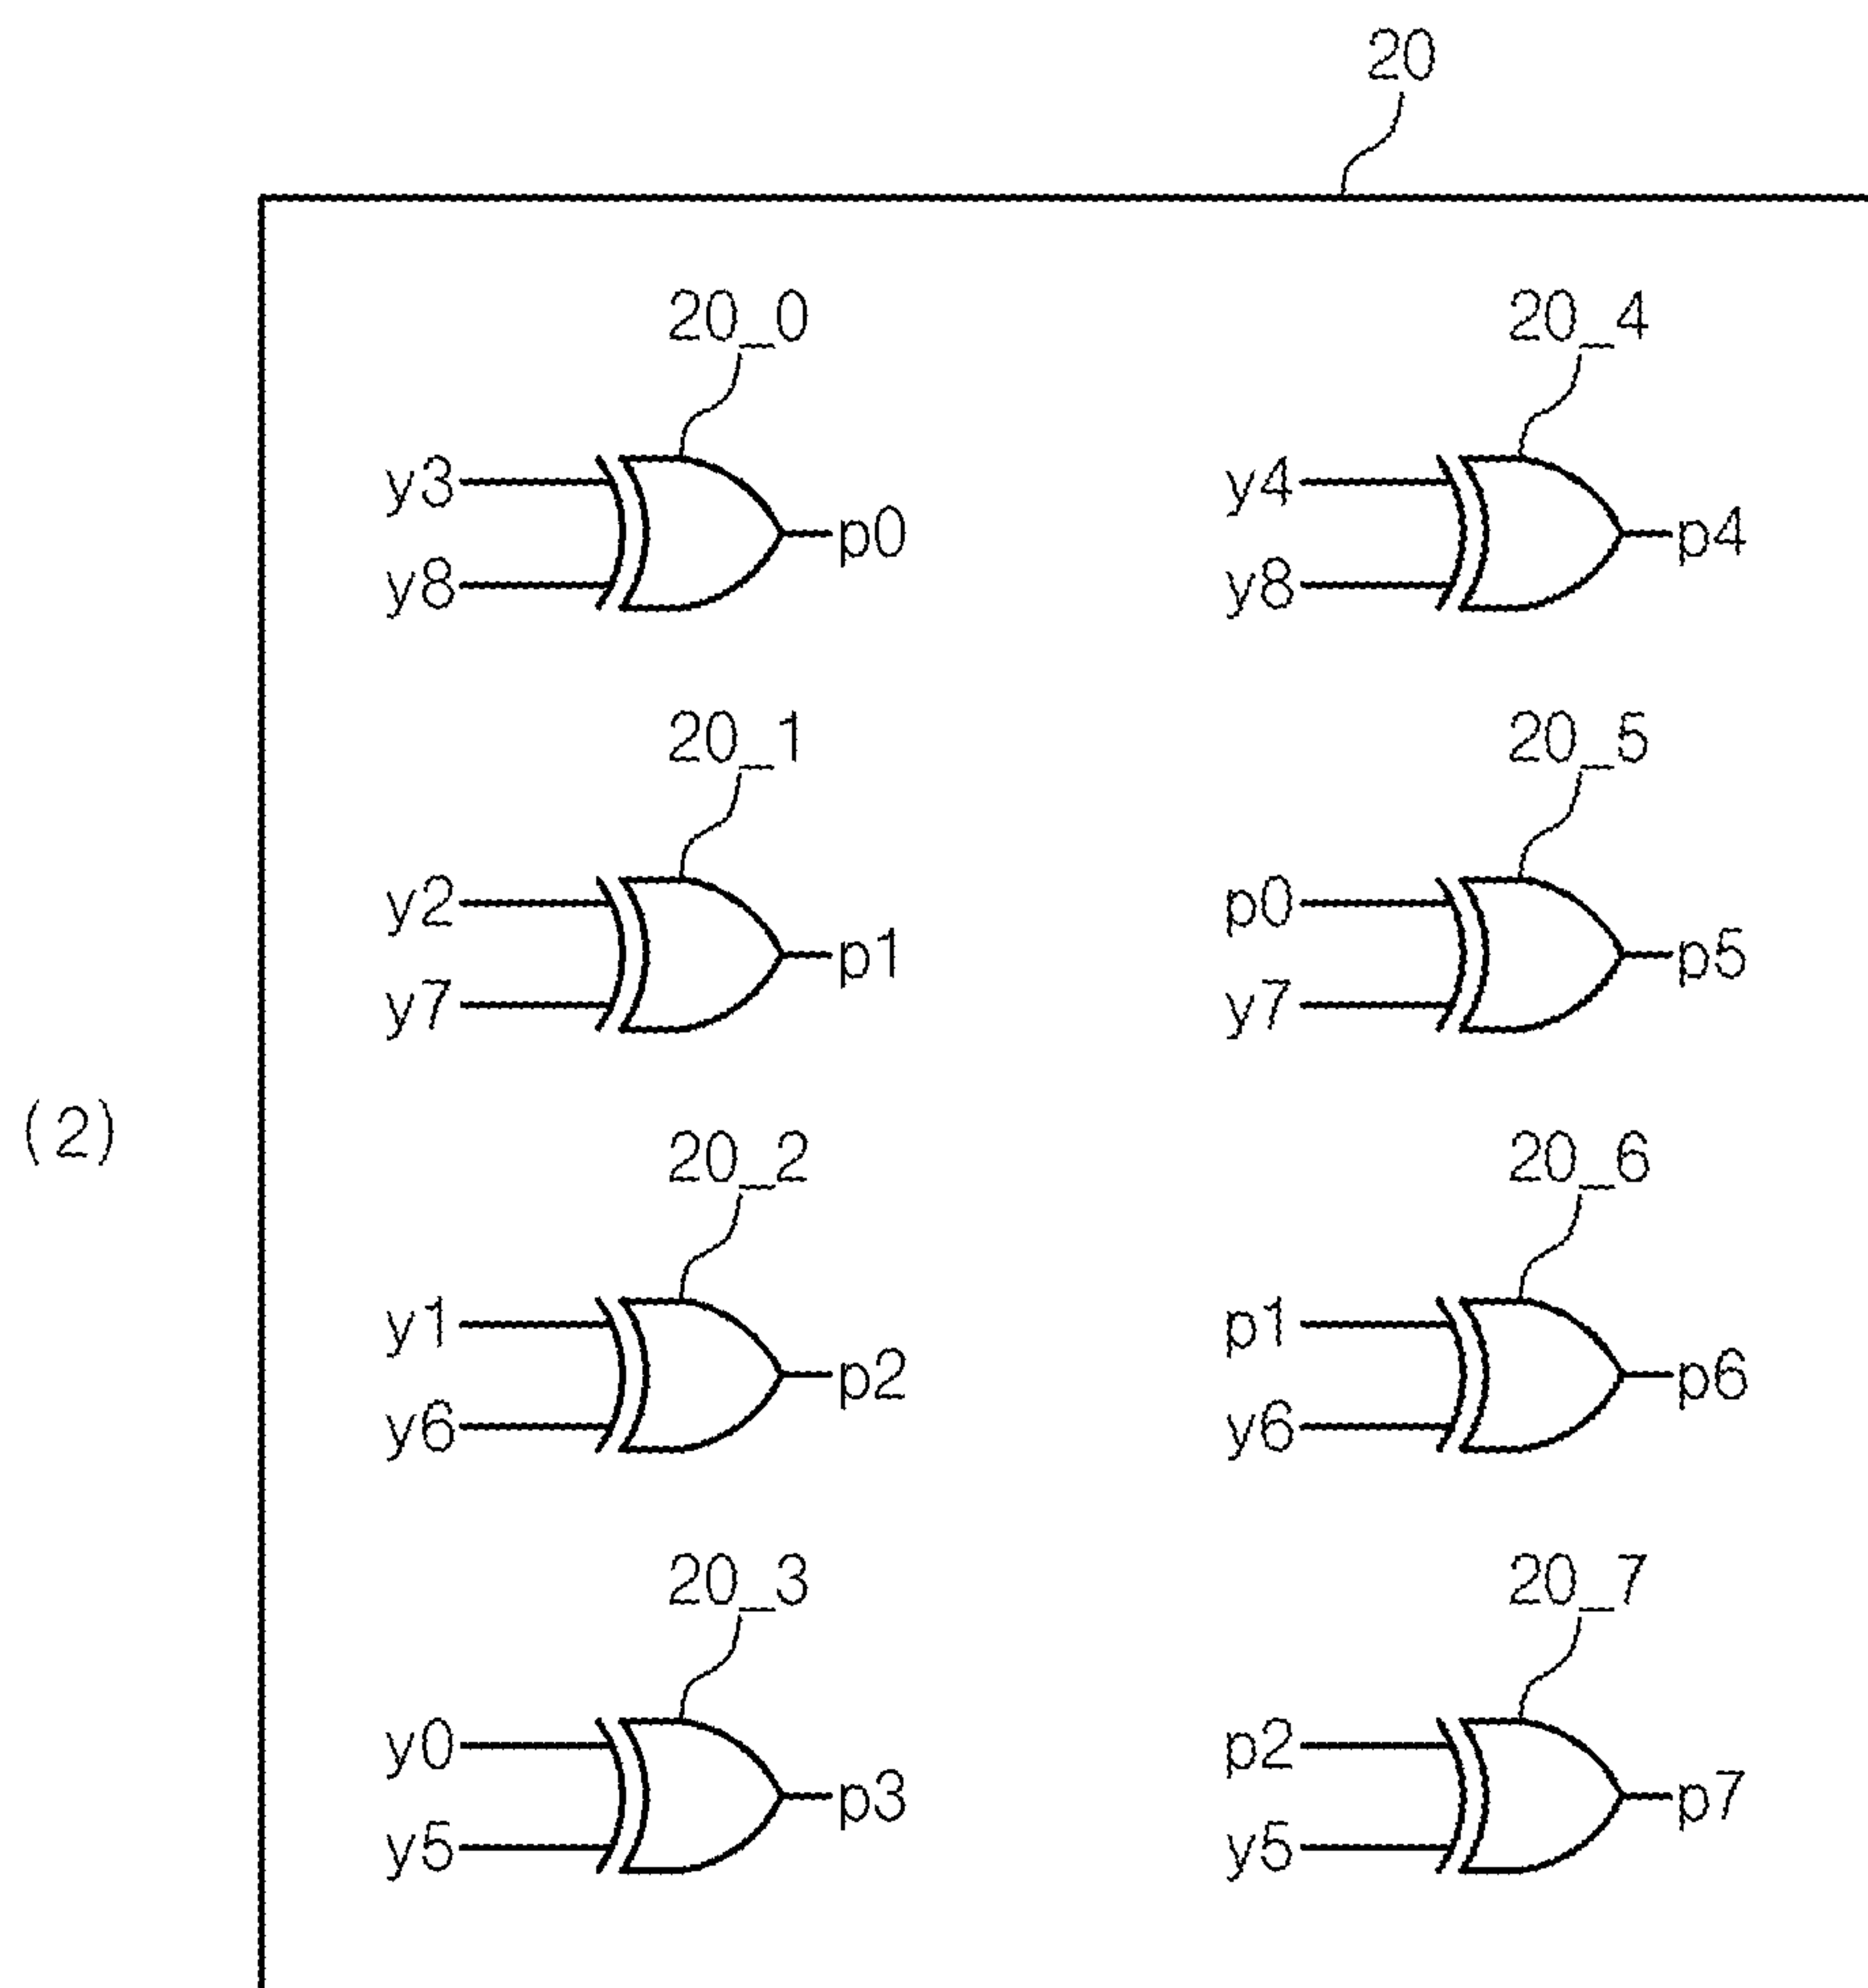 20
20_0 20_4
y3 y4
p0 p4
y8 y8
20_1 20_5
y2 p0
p1 p5
y7 y7
(2)
20_2 20_6
y1 p1
p2 p6
y6 y6
20_3 20_7
y0 p2
p3 p7
y5 y5